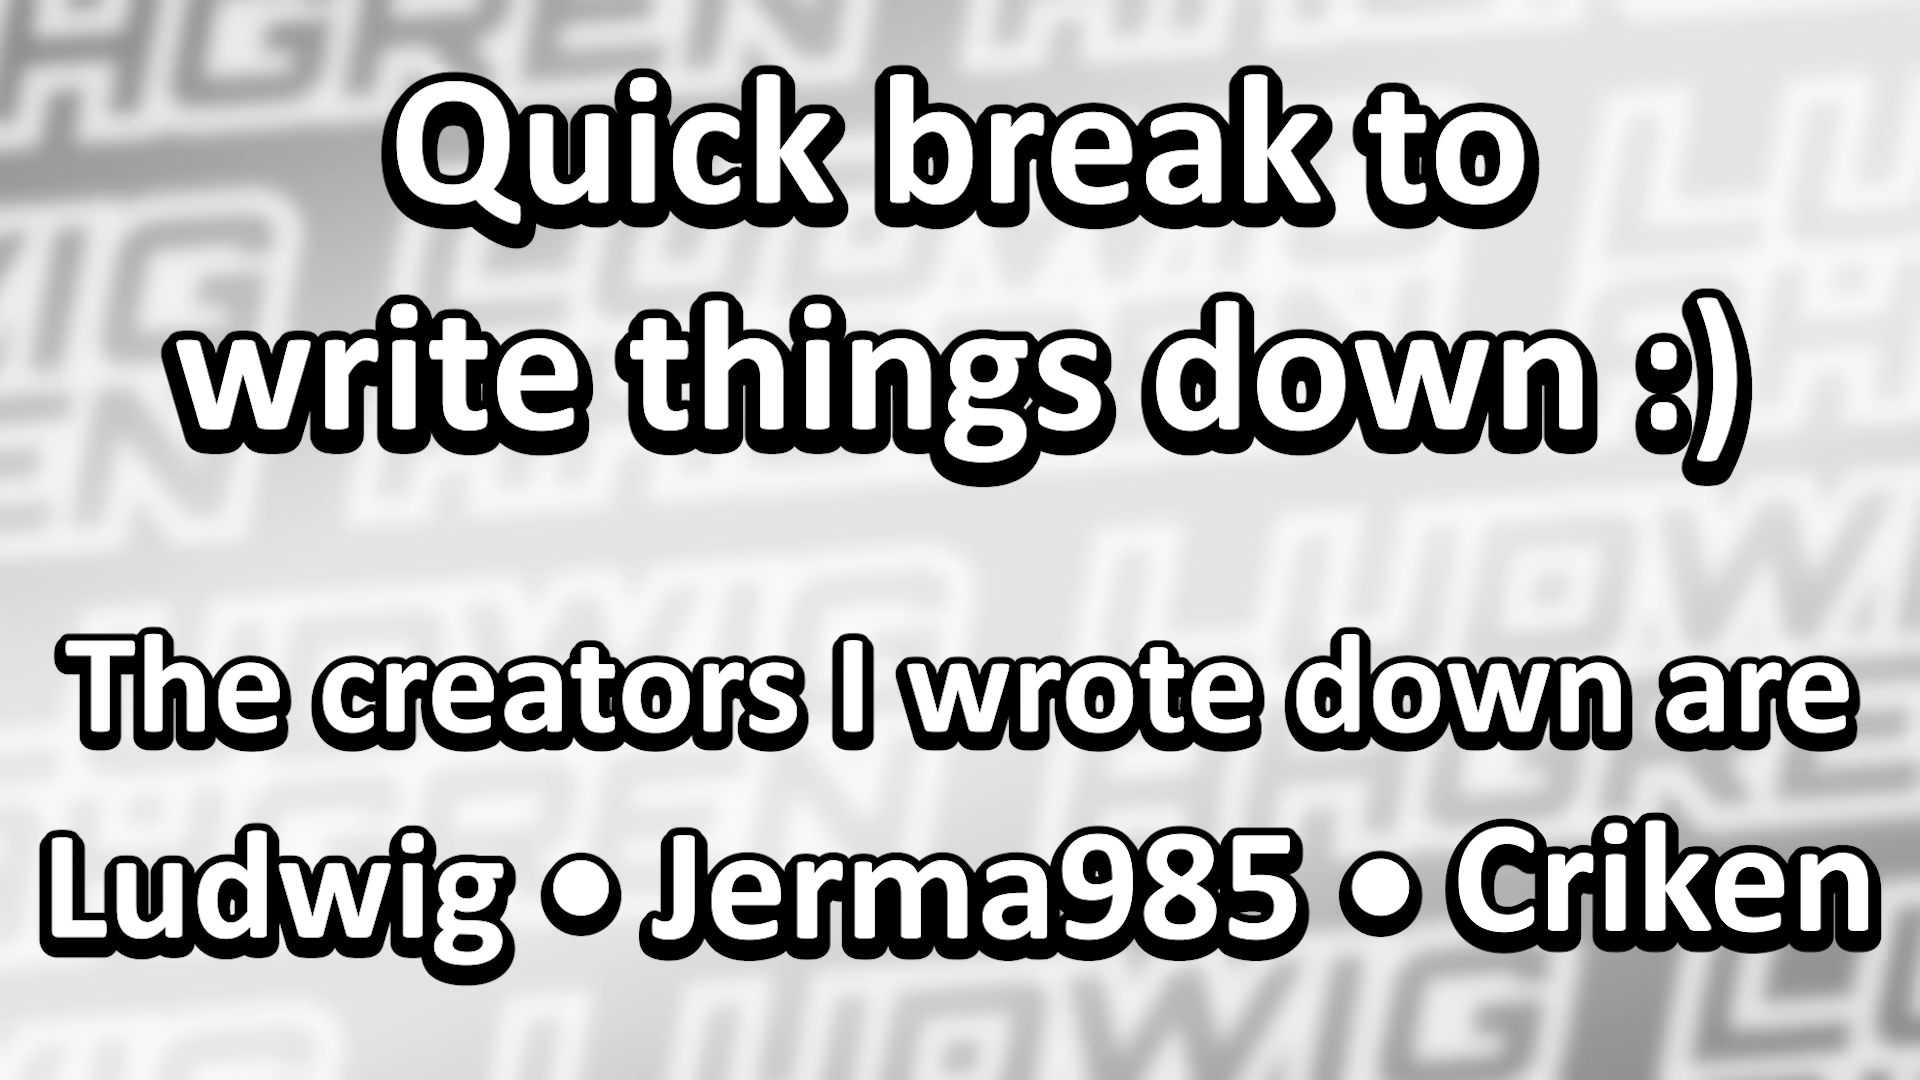 Quick break to
write things down :)
The creators I wrote down are
Ludwig • Jerma985 • Criken